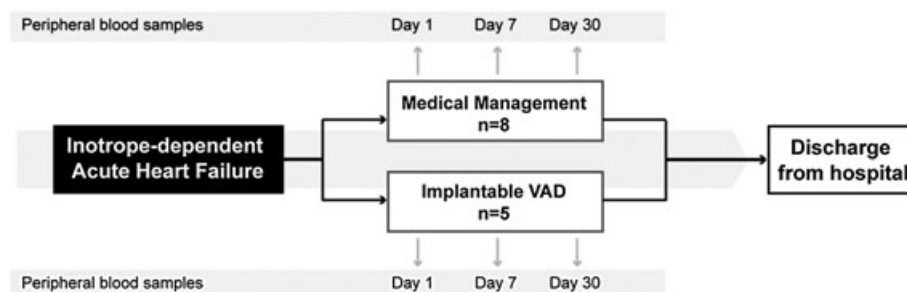 Peripheral blood samples Day 1 Day 7 Day 30
Medical Management
n=8
Inotrope-dependent
Acute Heart Failure
Discharge
from hospital
Implantable VAD
n=5
Peripheral blood samples Day 1 Day 7 Day 30